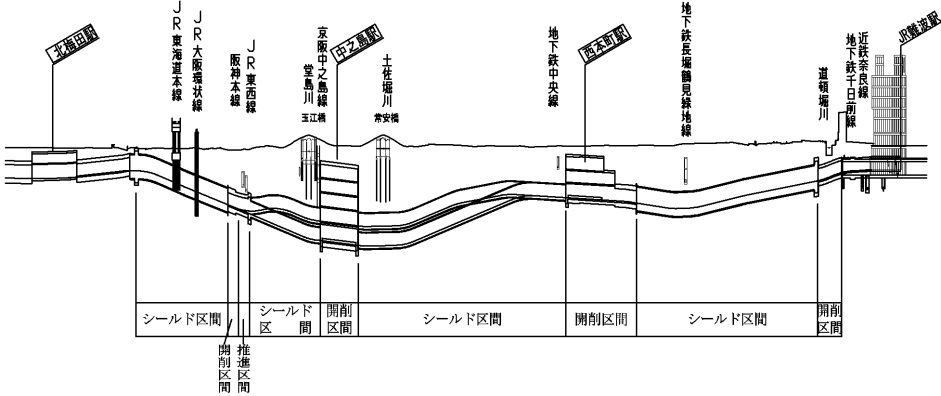 北梅田駅
JR東海道本線
JR大阪環状線
阪神本線
JR東西線
堂島川
玉江橋
京阪中之島線
中之島駅
土佐堀川
常安橋
地下鉄中央線
西本町駅
地下鉄長堀鶴見緑地線
道頓堀川
地下鉄千日前線
近鉄奈良線
JR難波駅
シールド区間
開削区間
推進区間
シールド
区間
開削
区間
シールド区間
開削区間
シールド区間
開削
区間